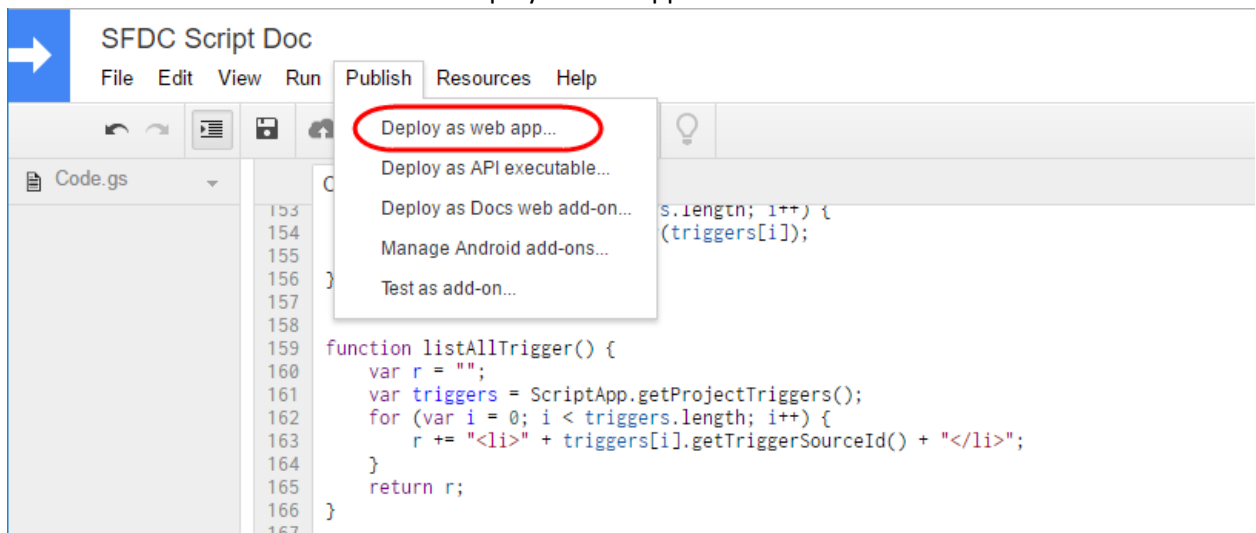 SFDC Script Doc
File Edit View Run Publish Resources Help
Deploy as web app...
Deploy as API executable...
Code.gs
Deploy as Docs web add-on...
153 s.length; i++) {
154 (triggers[i]);
Manage Android add-ons...
155
156 }
Test as add-on...
157
158
159 function listAllTrigger() {
160 var r = "";
161 var triggers = ScriptApp.getProjectTriggers();
162 for (var i = 0; i < triggers.length; i++) {
163 r += "<li>" + triggers[i].getTriggerSourceId() + "</li>";
164 }
165 return r;
166 }
167